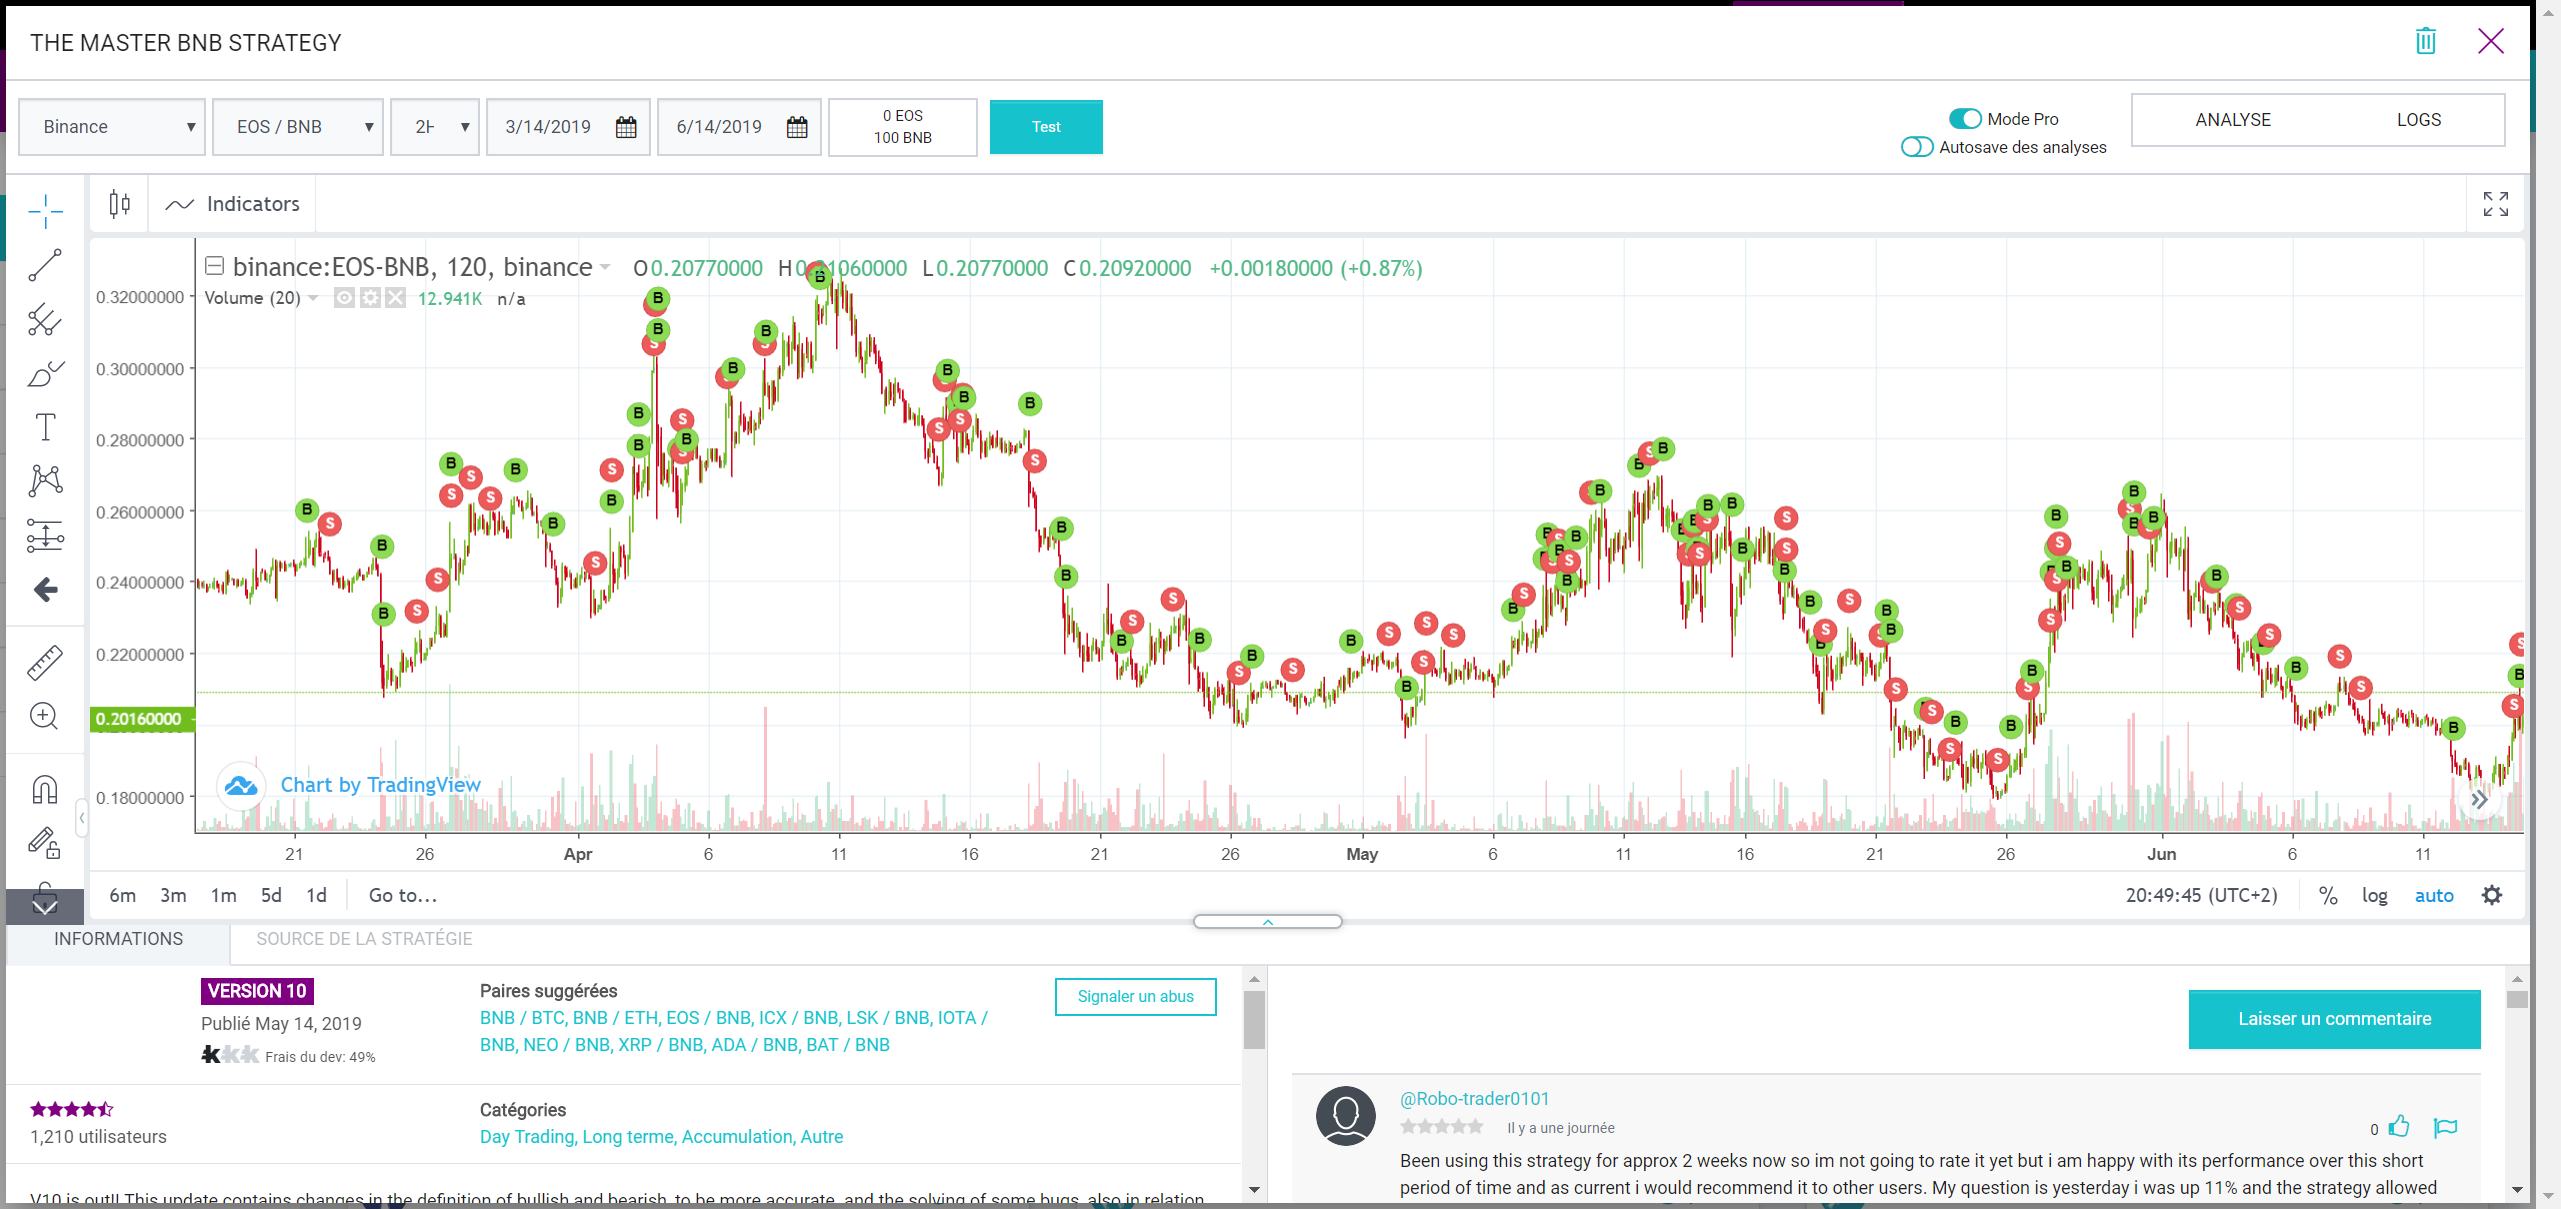 THE MASTER BNB STRATEGY
Binance
EOS / BNB
3/14/2019
6/14/2019
0 EOS
100 BNB
Test
Mode Pro
Autosave des analyses
ANALYSE
LOGS
Indicators
binance:EOS-BNB, 120, binance O0.20770000 H0.21060000 L0.20770000 C0.20920000 +0.00180000 (+0.87%)
Volume (20) 12.941K n/a
0.32000000
0.30000000
0.28000000
0.26000000
0.24000000
0.22000000
0.20160000
0.18000000
Chart by TradingView
21 26 Apr 6 11 16 21 26 May 6 11 16 21 26 Jun 6 11
6m 3m 1m 5d 1d Go to...
20:49:45 (UTC+2) % log auto
INFORMATIONS
SOURCE DE LA STRATÉGIE
VERSION 10
Publié May 14, 2019
Frais du dev: 49%
Paires suggérées
BNB / BTC, BNB / ETH, EOS / BNB, ICX / BNB, LSK / BNB, IOTA /
BNB, NEO / BNB, XRP / BNB, ADA / BNB, BAT / BNB
Signaler un abus
1,210 utilisateurs
Catégories
Day Trading, Long terme, Accumulation, Autre
V10 is out!! This update contains changes in the definition of bullish and bearish, to be more accurate, and the solving of some bugs, also in relation
Laisser un commentaire
@Robo-trader0101
Il y a une journée
0
Been using this strategy for approx 2 weeks now so im not going to rate it yet but i am happy with its performance over this short
period of time and as current i would recommend it to other users. My question is yesterday i was up 11% and the strategy allowed